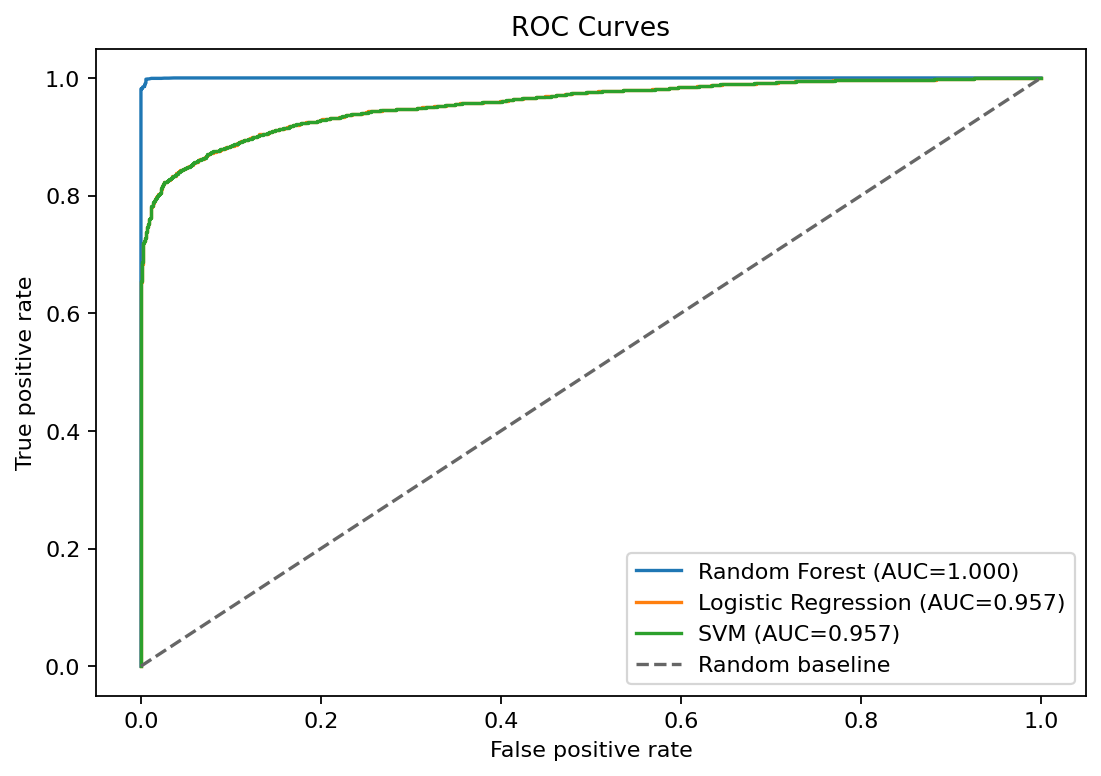 ROC Curves
True positive rate
1.0
0.8
0.6
0.4
0.2
0.0
0.0 0.2 0.4 0.6 0.8 1.0
False positive rate
Random Forest (AUC=1.000)
Logistic Regression (AUC=0.957)
SVM (AUC=0.957)
Random baseline